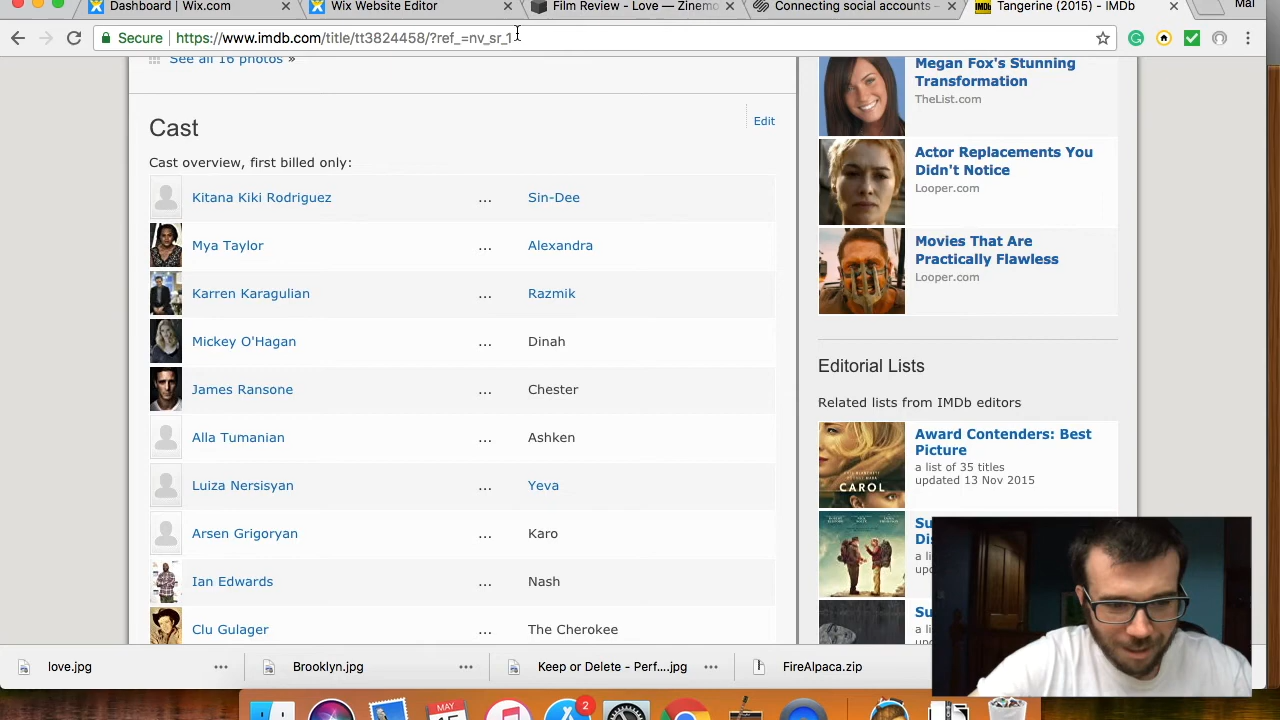 Dashboard | Wix.com
Wix Website Editor
Film Review - Love — Zinemo
Connecting social accounts –
Tangerine (2015) - IMDb
Mal
Secure
https://www.imdb.com/title/tt3824458/?ref_=nv_sr_1
See all 16 photos »
Cast
Edit
Cast overview, first billed only:
Kitana Kiki Rodriguez ... Sin-Dee
Mya Taylor ... Alexandra
Karren Karagulian ... Razmik
Mickey O'Hagan ... Dinah
James Ransone ... Chester
Alla Tumanian ... Ashken
Luiza Nersisyan ... Yeva
Arsen Grigoryan ... Karo
Ian Edwards ... Nash
Clu Gulager ... The Cherokee
Megan Fox's Stunning
Transformation
TheList.com
Actor Replacements You
Didn't Notice
Looper.com
Movies That Are
Practically Flawless
Looper.com
Editorial Lists
Related lists from IMDb editors
CAROL
Award Contenders: Best
Picture
a list of 35 titles
updated 13 Nov 2015
love.jpg
Brooklyn.jpg
Keep or Delete - Perf....jpg
FireAlpaca.zip
MAY
2